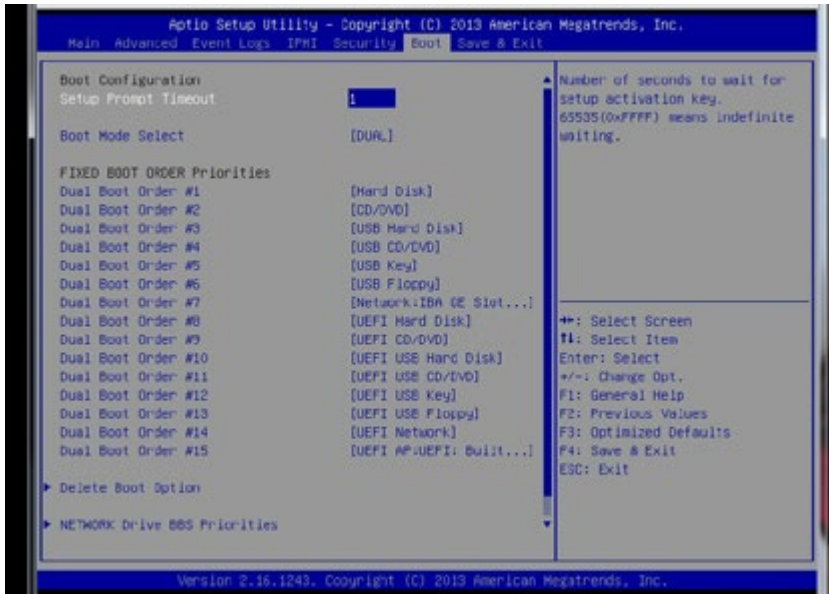 Aptio Setup Utility - Copyright (C) 2013 American Megatrends, Inc.
Main Advanced Event Logs IPMI Security Boot Save & Exit
Boot Configuration
Setup Prompt Timeout 1
Boot Mode Select [DUAL]
FIXED BOOT ORDER Priorities
Dual Boot Order #1 [Hard Disk]
Dual Boot Order #2 [CD/DVD]
Dual Boot Order #3 [USB Hard Disk]
Dual Boot Order #4 [USB CD/DVD]
Dual Boot Order #5 [USB Key]
Dual Boot Order #6 [USB Floppy]
Dual Boot Order #7 [Network:IBA GE Slot...]
Dual Boot Order #8 [UEFI Hard Disk]
Dual Boot Order #9 [UEFI CD/DVD]
Dual Boot Order #10 [UEFI USB Hard Disk]
Dual Boot Order #11 [UEFI USB CD/DVD]
Dual Boot Order #12 [UEFI USB Key]
Dual Boot Order #13 [UEFI USB Floppy]
Dual Boot Order #14 [UEFI Network]
Dual Boot Order #15 [UEFI AP:UEFI: Built...]
Delete Boot Option
NETWORK Drive BBS Priorities
Number of seconds to wait for
setup activation key.
65535(0xFFFF) means indefinite
waiting.
→←: Select Screen
↑↓: Select Item
Enter: Select
+/-: Change Opt.
F1: General Help
F2: Previous Values
F3: Optimized Defaults
F4: Save & Exit
ESC: Exit
Version 2.16.1243. Copyright (C) 2013 American Megatrends, Inc.